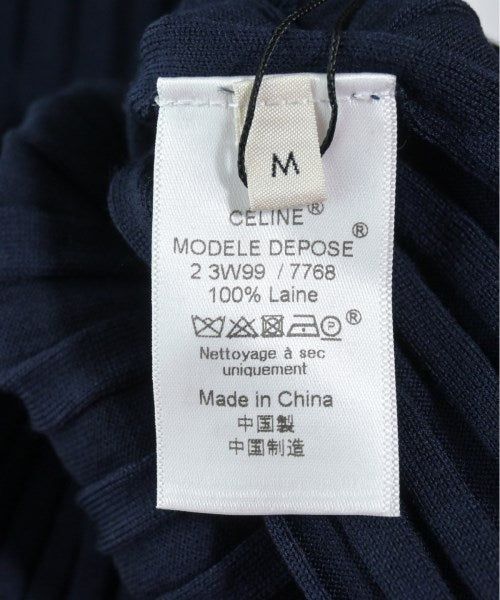 M
CELINE®
MODELE DEPOSE®
2 3W99 / 7768
100% Laine
P ®
Nettoyage à sec
uniquement
Made in China
中国製
中国制造